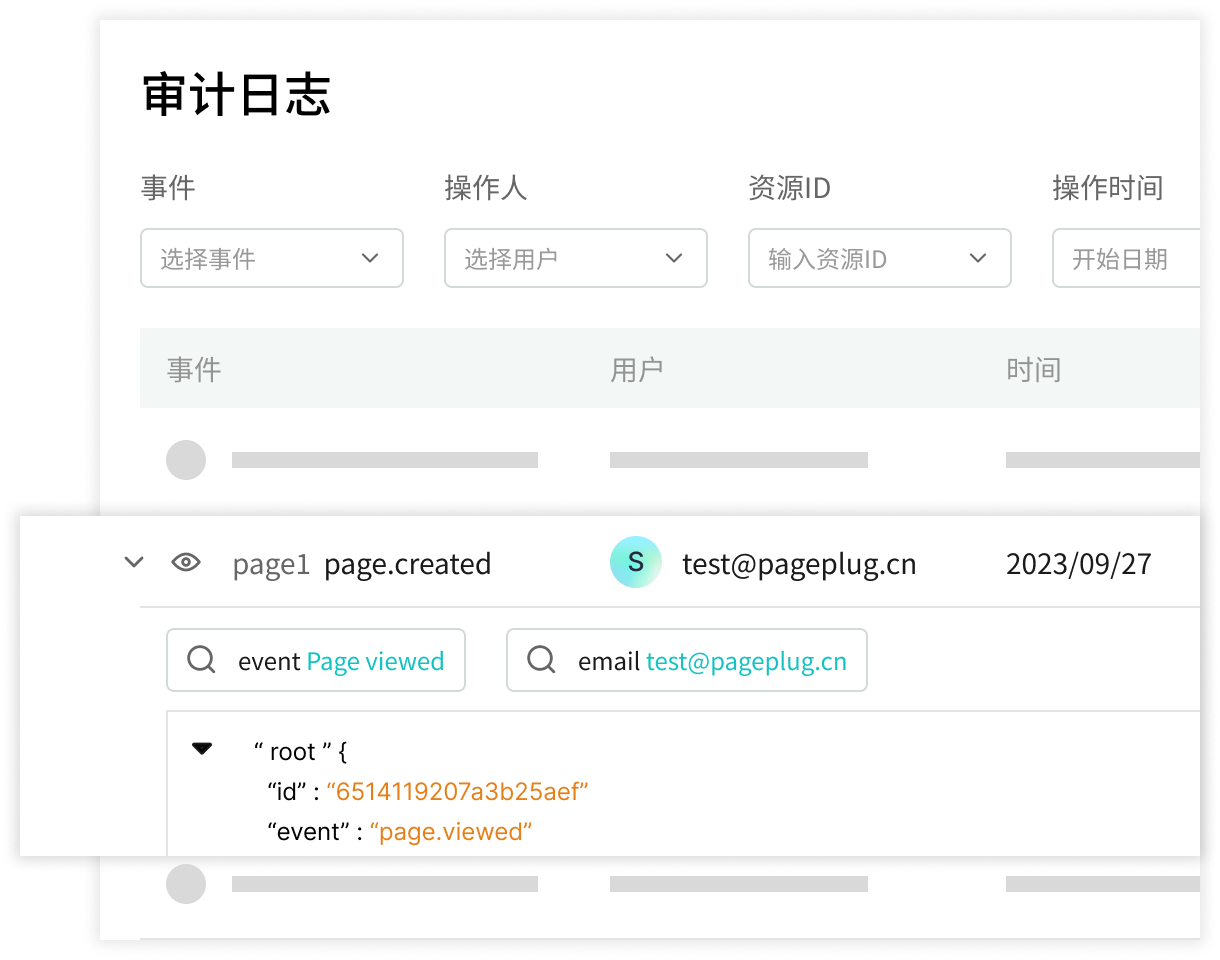 审计日志
事件 操作人 资源ID 操作时间
选择事件 选择用户 输入资源ID 开始日期
事件 用户 时间
page1 page.created S test@pageplug.cn 2023/09/27
event Page viewed email test@pageplug.cn
“ root ” {
“id” : “6514119207a3b25aef”
“event” : “page.viewed”